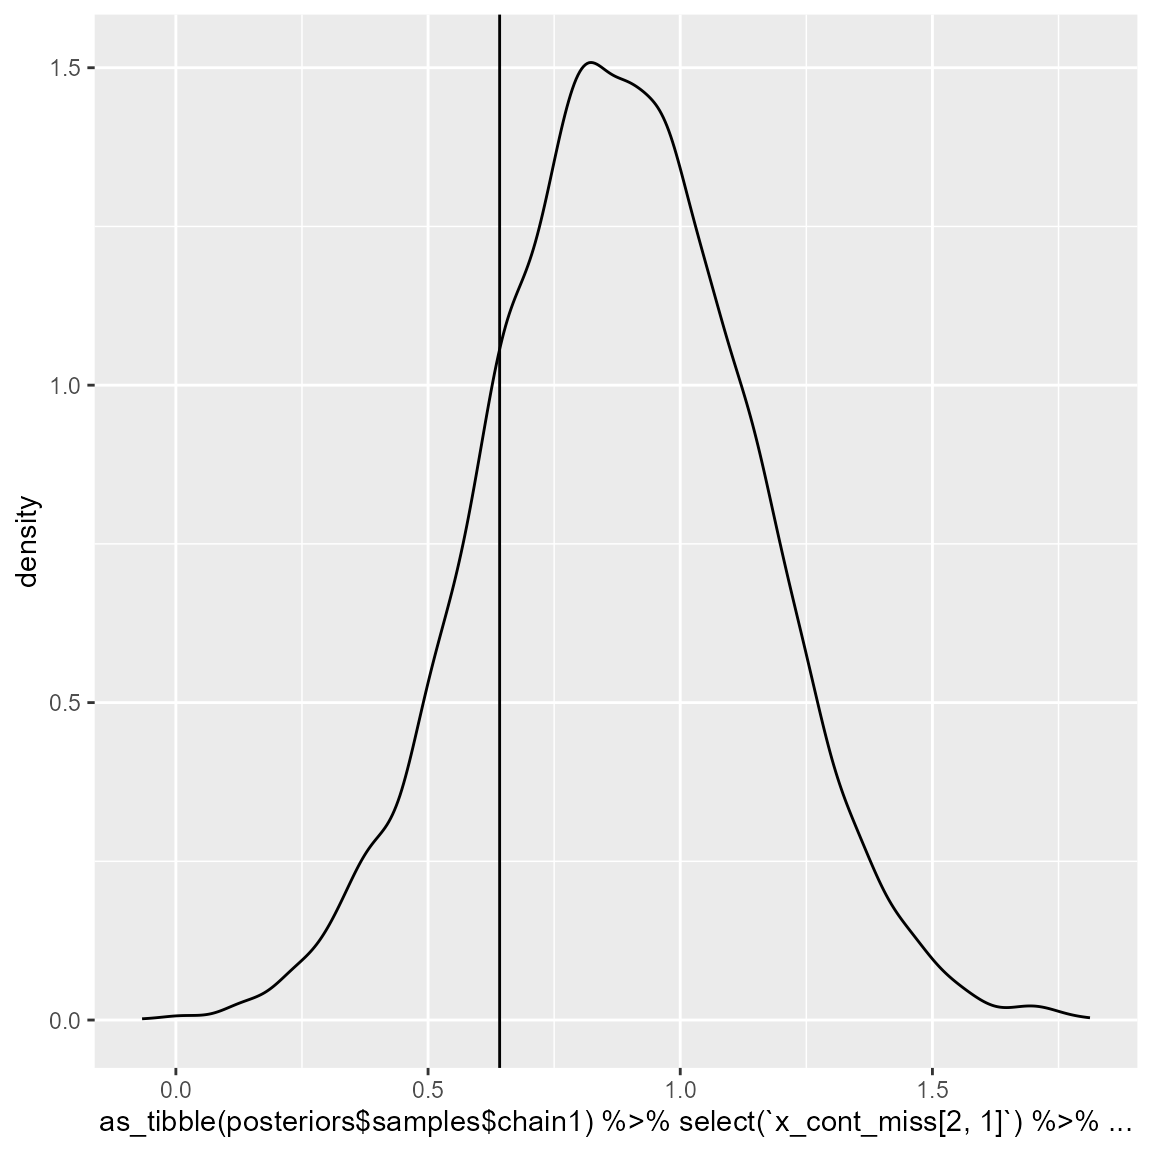 1.5
1.0
0.5
0.0
density
0.0 0.5 1.0 1.5
as_tibble(posteriors$samples$chain1) %>% select(`x_cont_miss[2, 1]`) %>% ...